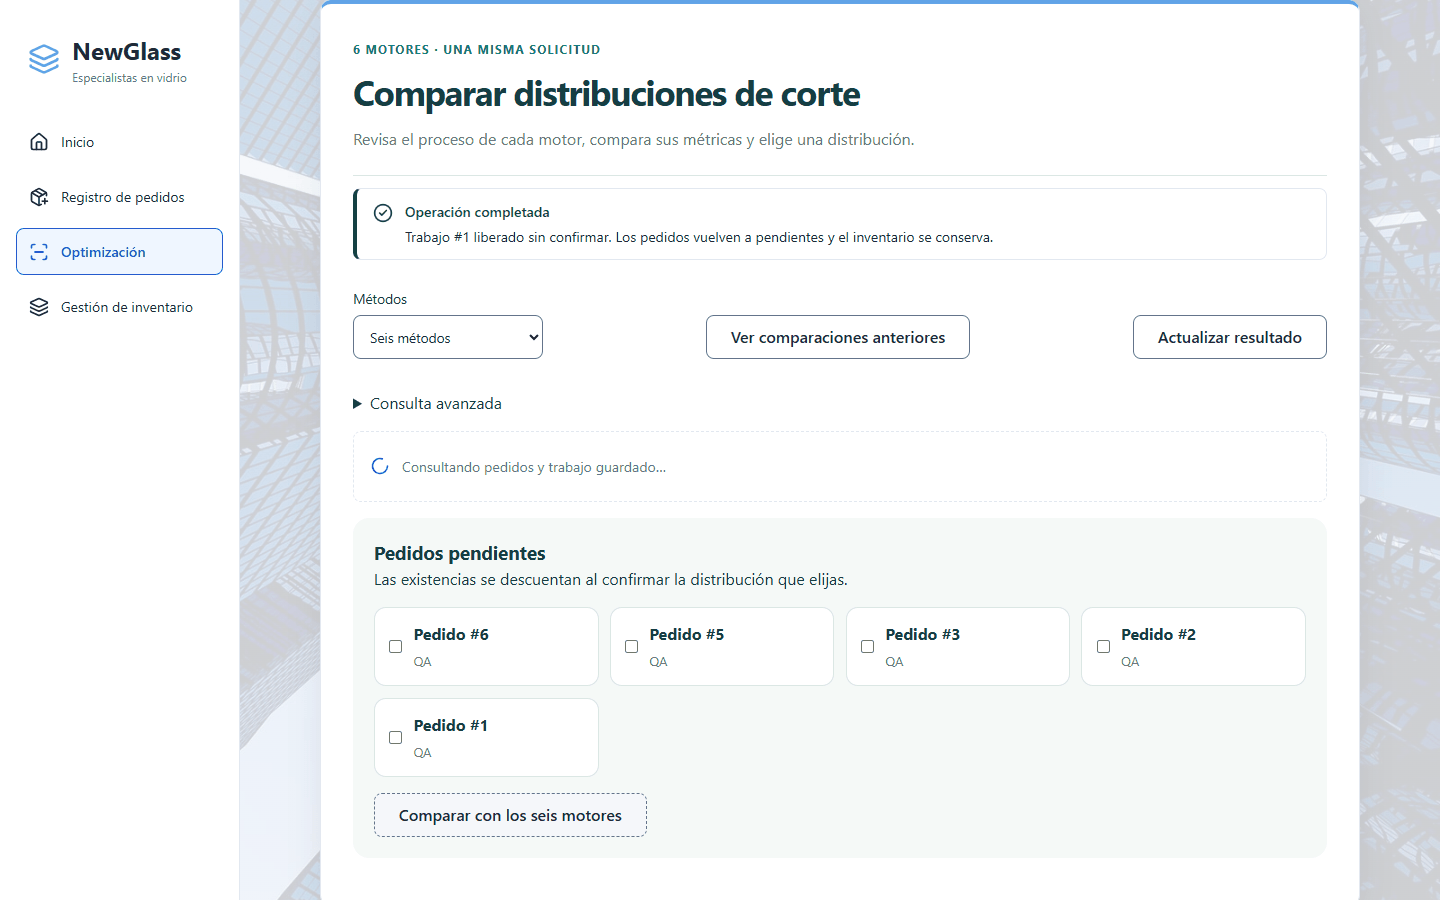 NewGlass
Especialistas en vidrio
Inicio
Registro de pedidos
Optimización
Gestión de inventario
6 MOTORES · UNA MISMA SOLICITUD
Comparar distribuciones de corte
Revisa el proceso de cada motor, compara sus métricas y elige una distribución.
Operación completada
Trabajo #1 liberado sin confirmar. Los pedidos vuelven a pendientes y el inventario se conserva.
Métodos
Seis métodos
Ver comparaciones anteriores
Actualizar resultado
Consulta avanzada
Consultando pedidos y trabajo guardado...
Pedidos pendientes
Las existencias se descuentan al confirmar la distribución que elijas.
Pedido #6
QA
Pedido #5
QA
Pedido #3
QA
Pedido #2
QA
Pedido #1
QA
Comparar con los seis motores